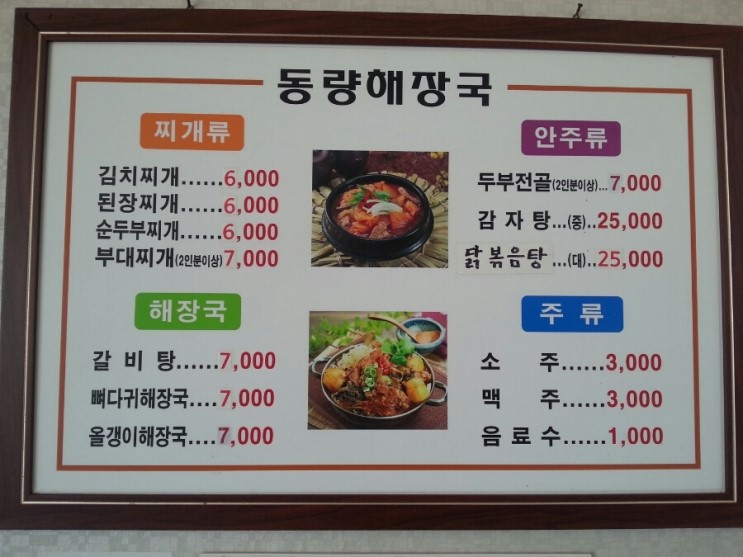 동량해장국
찌개류
김치찌개......6,000
된장찌개......6,000
순두부찌개......6,000
부대찌개(2인분이상)7,000
해장국
갈 비 탕......7,000
뼈다귀해장국....7,000
올갱이해장국....7,000
안주류
두부전골(2인분이상)...7,000
감 자 탕...(중)..25,000
닭볶음탕...(대)..25,000
주 류
소 주......3,000
맥 주......3,000
음 료 수......1,000